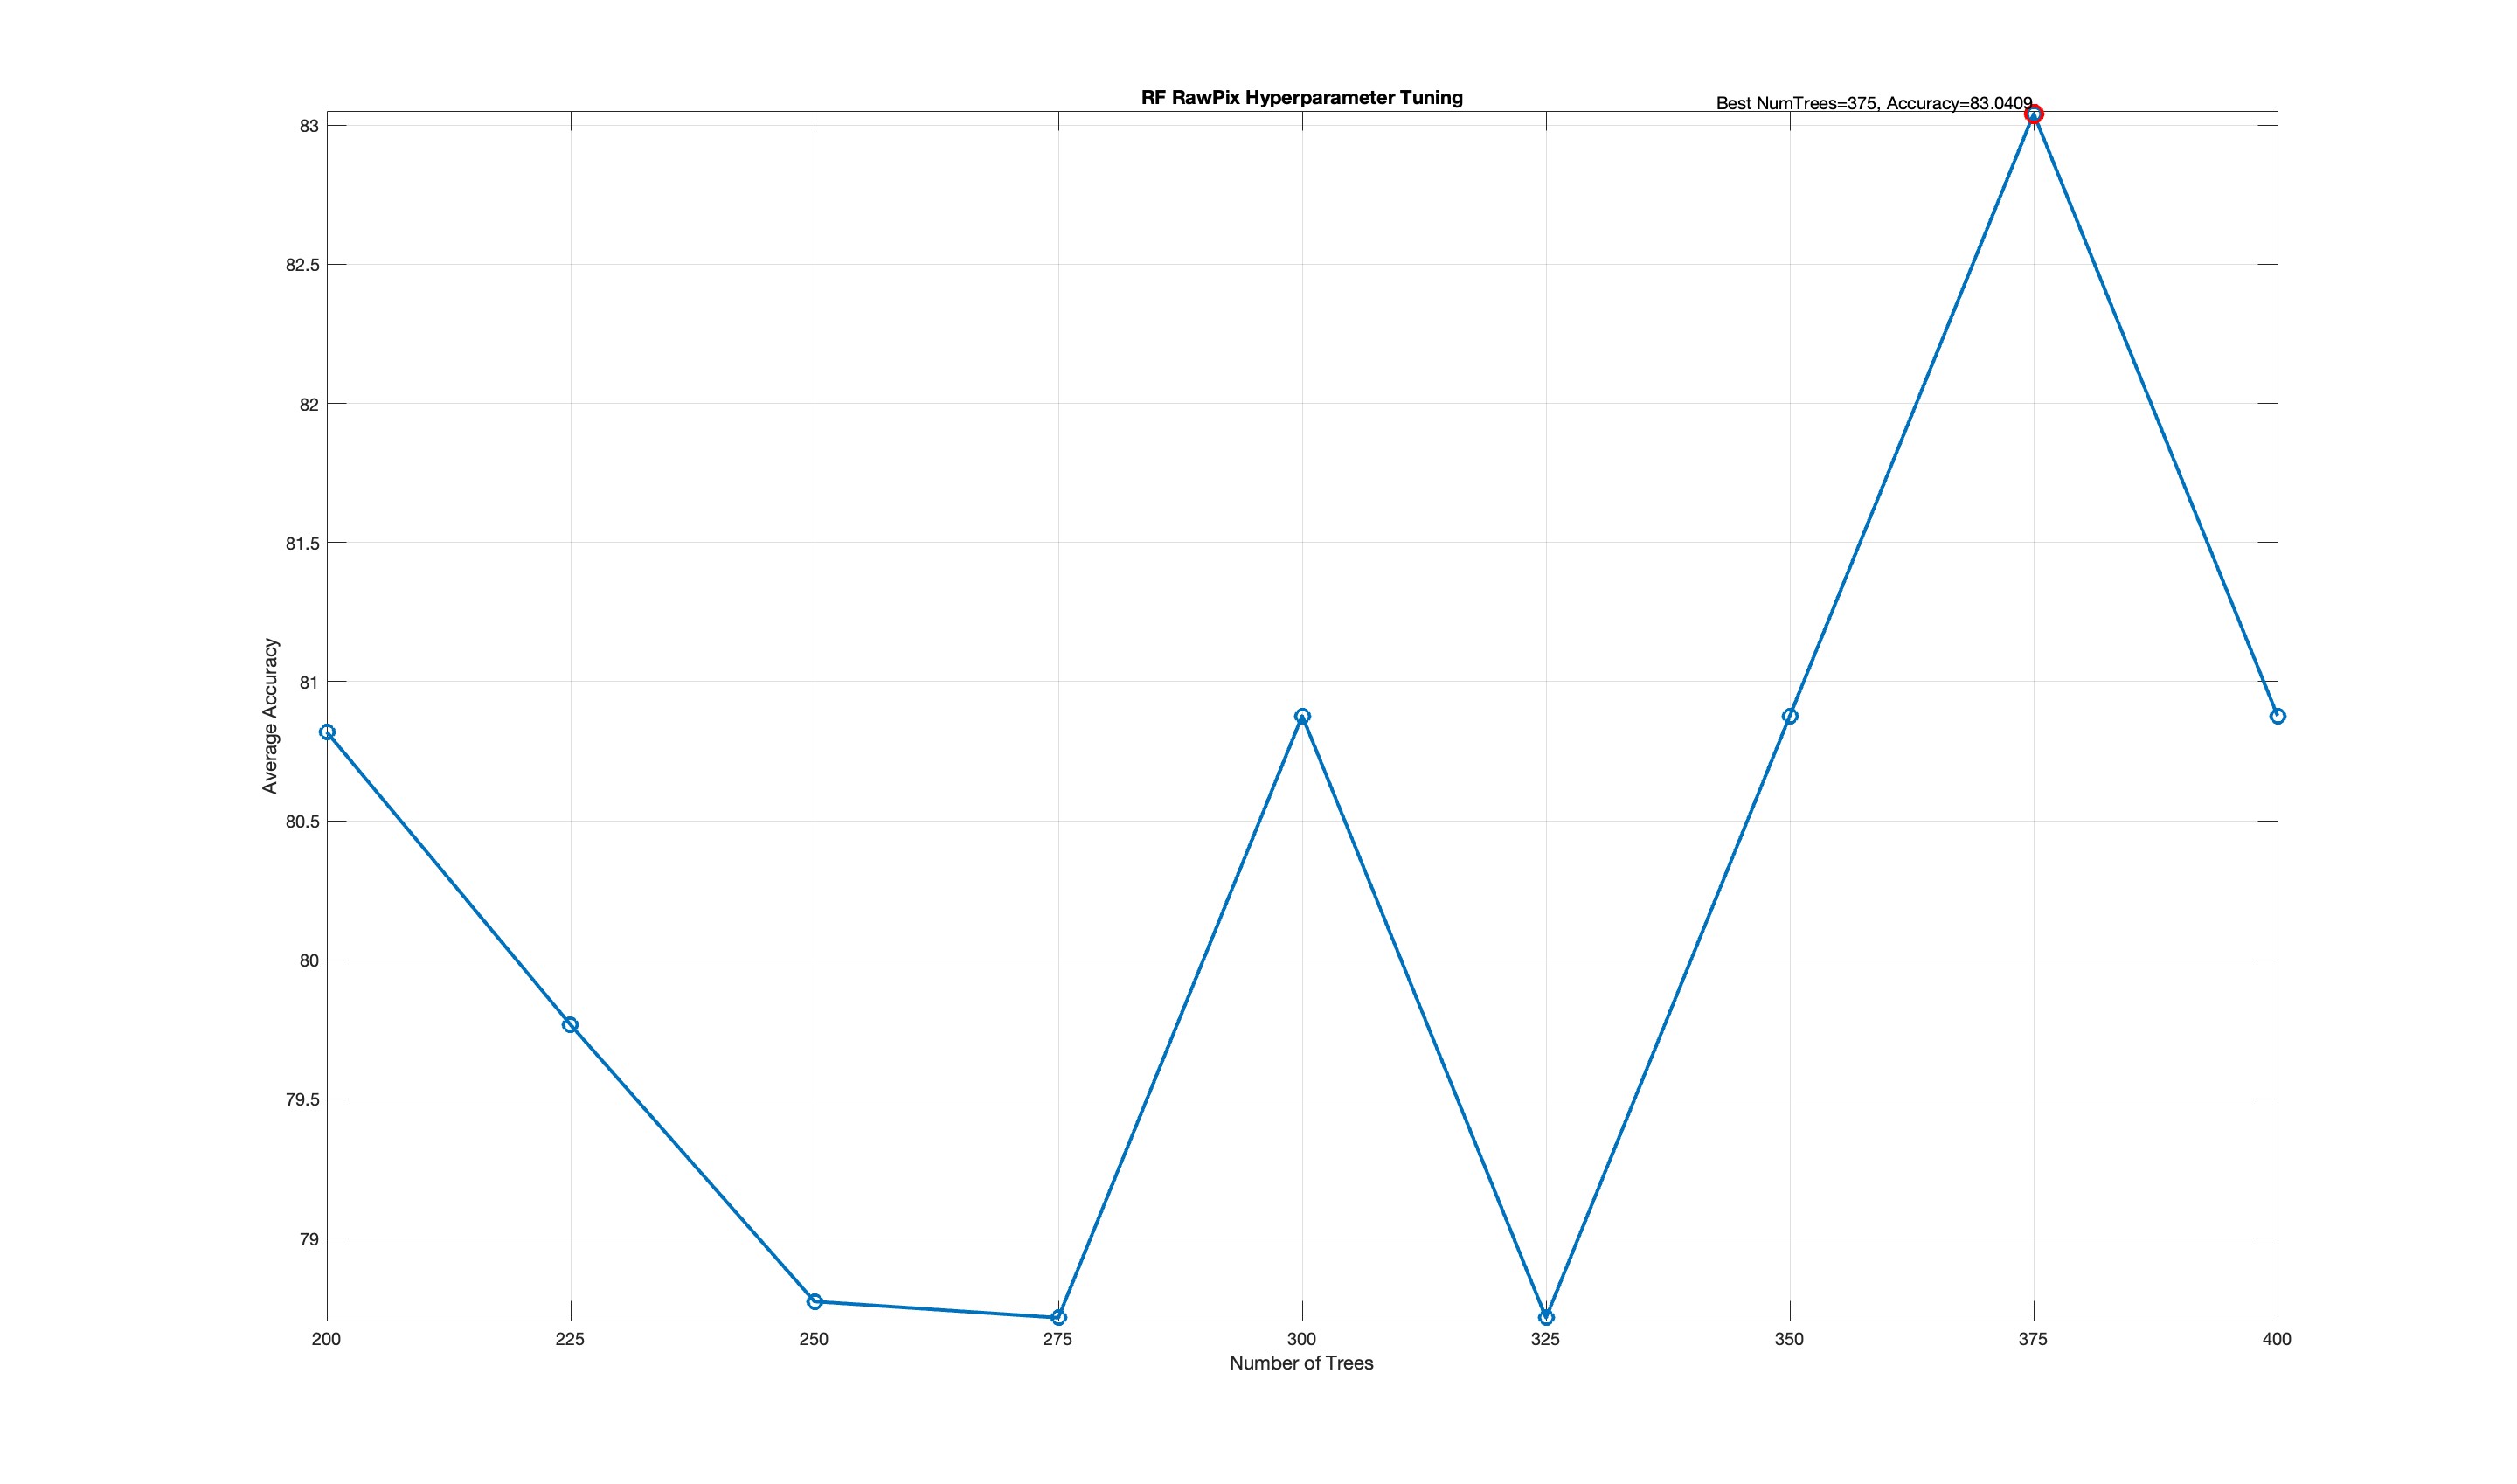 RF RawPix Hyperparameter Tuning
Best NumTrees=375, Accuracy=83.0409
83
82.5
82
81.5
81
80.5
80
79.5
79
Average Accuracy
200 225 250 275 300 325 350 375 400
Number of Trees